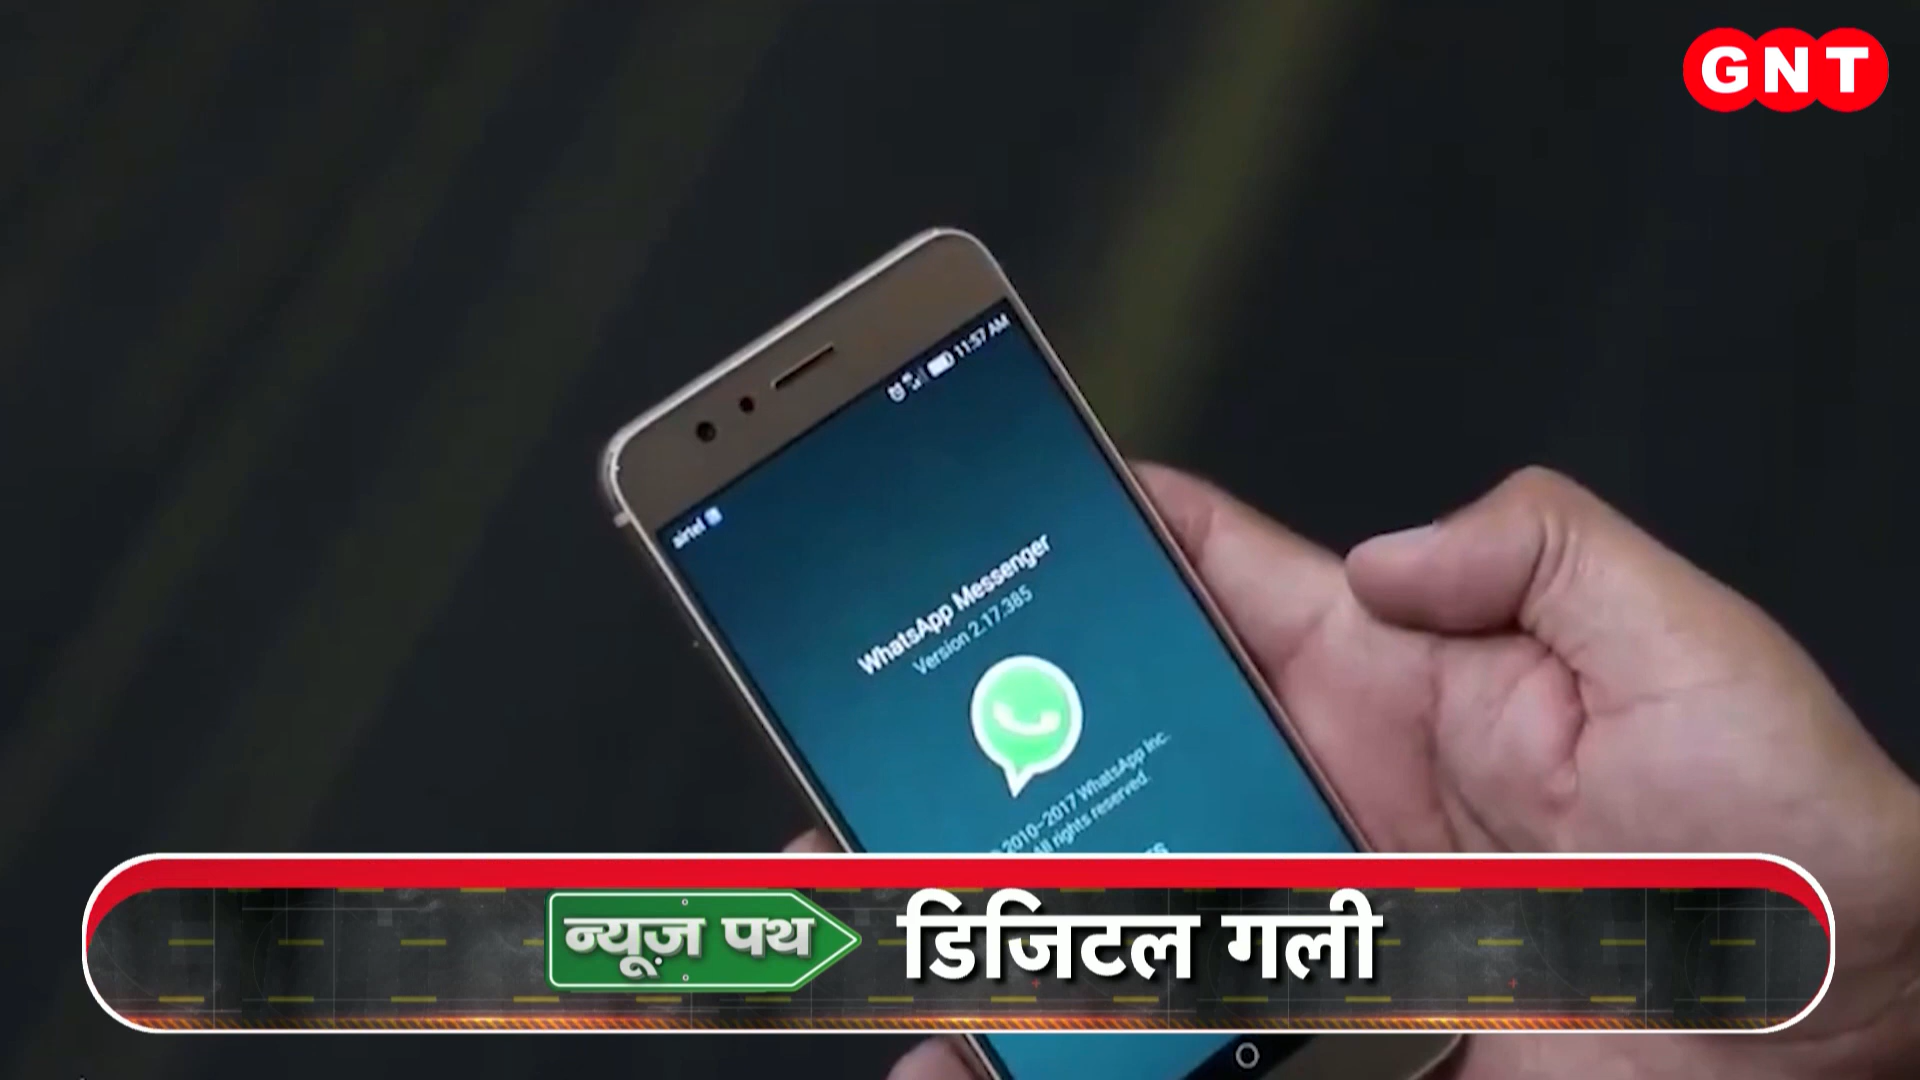 GNT
11:57 AM
airtel
WhatsApp Messenger
Version 2.17.385
2010-2017 WhatsApp Inc.
All rights reserved.
न्यूज़ पथ
डिजिटल गली